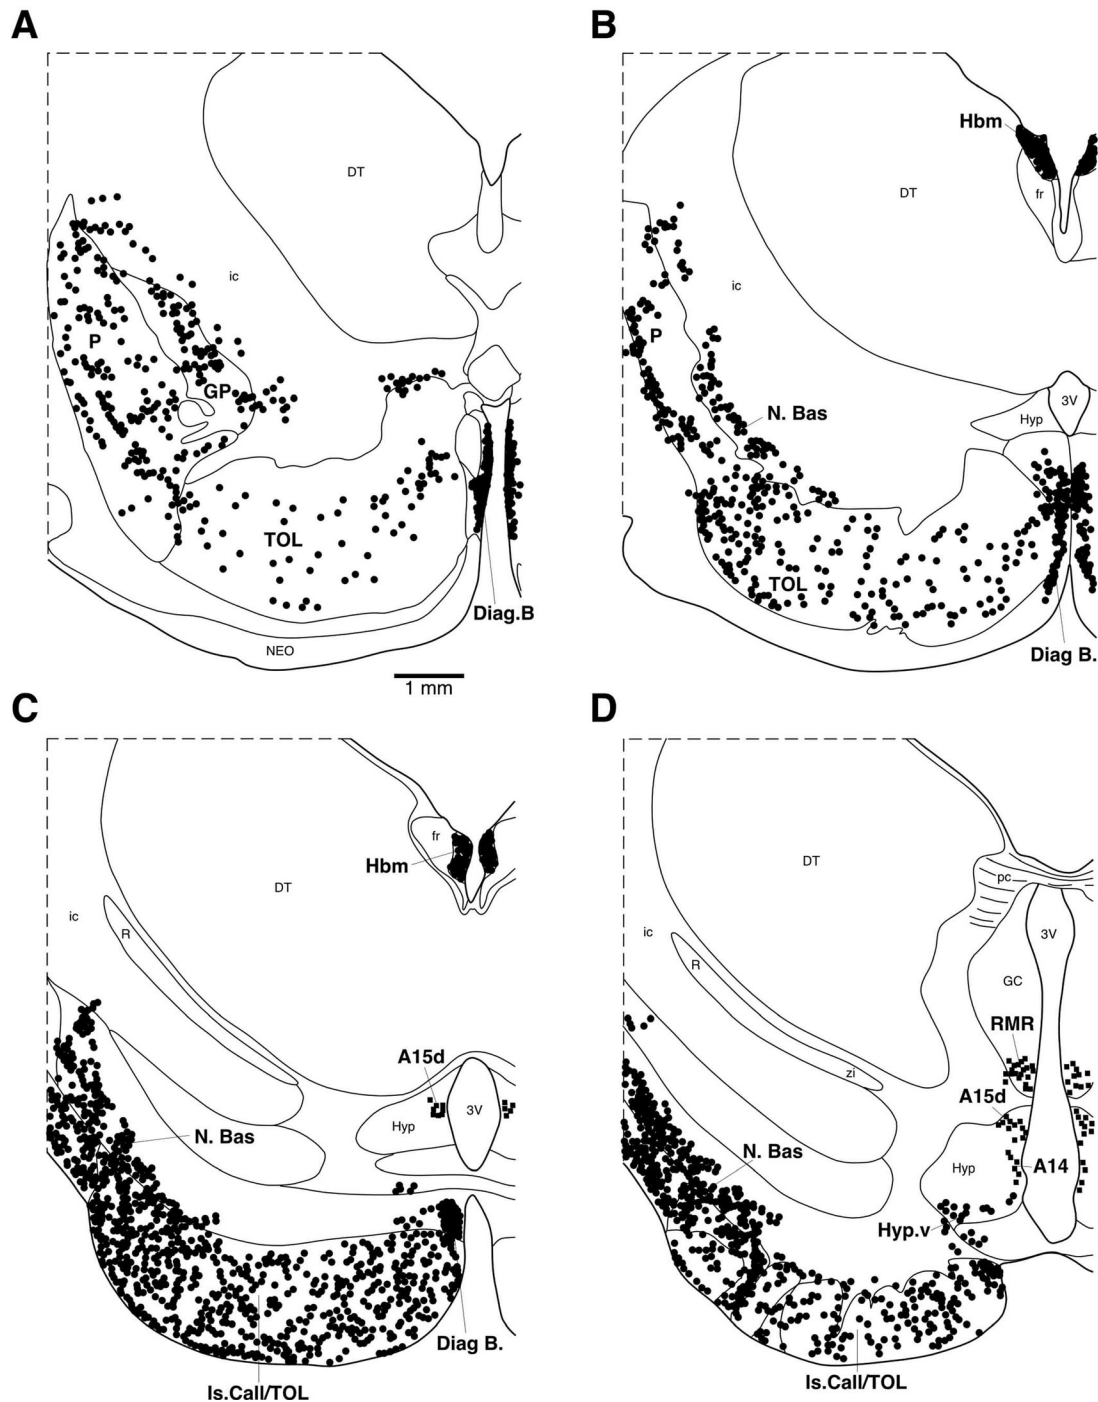 A
DT
ic
P
GP
TOL
Diag.B
NEO
1 mm
B
Hbm
fr
DT
ic
P
N. Bas
3V
Hyp
TOL
Diag B.
C
fr
Hbm
DT
ic
R
A15d
3V
Hyp
N. Bas
Diag B.
Is.Call/TOL
D
DT
pc
ic
3V
R
GC
RMR
zi
A15d
N. Bas
Hyp
A14
Hyp.v
Is.Call/TOL